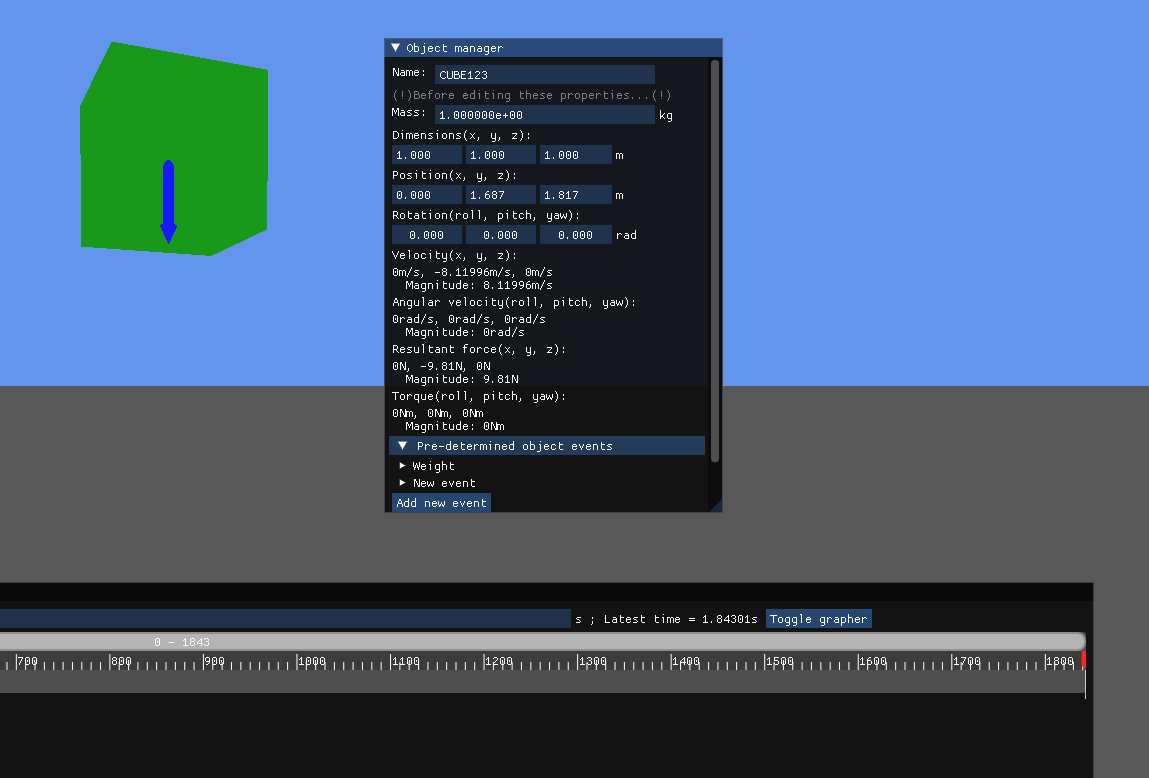 Object manager
Name: CUBE123
(!)Before editing these properties...(!)
Mass: 1.000000e+00 kg
Dimensions(x, y, z):
1.000 1.000 1.000 m
Position(x, y, z):
0.000 1.687 1.817 m
Rotation(roll, pitch, yaw):
0.000 0.000 0.000 rad
Velocity(x, y, z):
0m/s, -8.11996m/s, 0m/s
Magnitude: 8.11996m/s
Angular velocity(roll, pitch, yaw):
0rad/s, 0rad/s, 0rad/s
Magnitude: 0rad/s
Resultant force(x, y, z):
0N, -9.81N, 0N
Magnitude: 9.81N
Torque(roll, pitch, yaw):
0Nm, 0Nm, 0Nm
Magnitude: 0Nm
Pre-determined object events
Weight
New event
Add new event
s ; Latest time = 1.84301s Toggle grapher
0 - 1843
700 800 900 1000 1100 1200 1300 1400 1500 1600 1700 1800